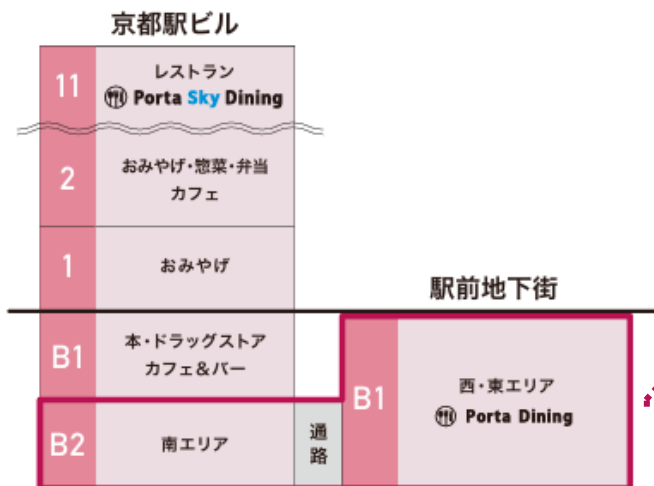 京都駅ビル
11
レストラン
Porta Sky Dining
2
おみやげ・惣菜・弁当
カフェ
1
おみやげ
駅前地下街
B1
本・ドラッグストア
カフェ&バー
B1
西・東エリア
Porta Dining
B2
南エリア
通路